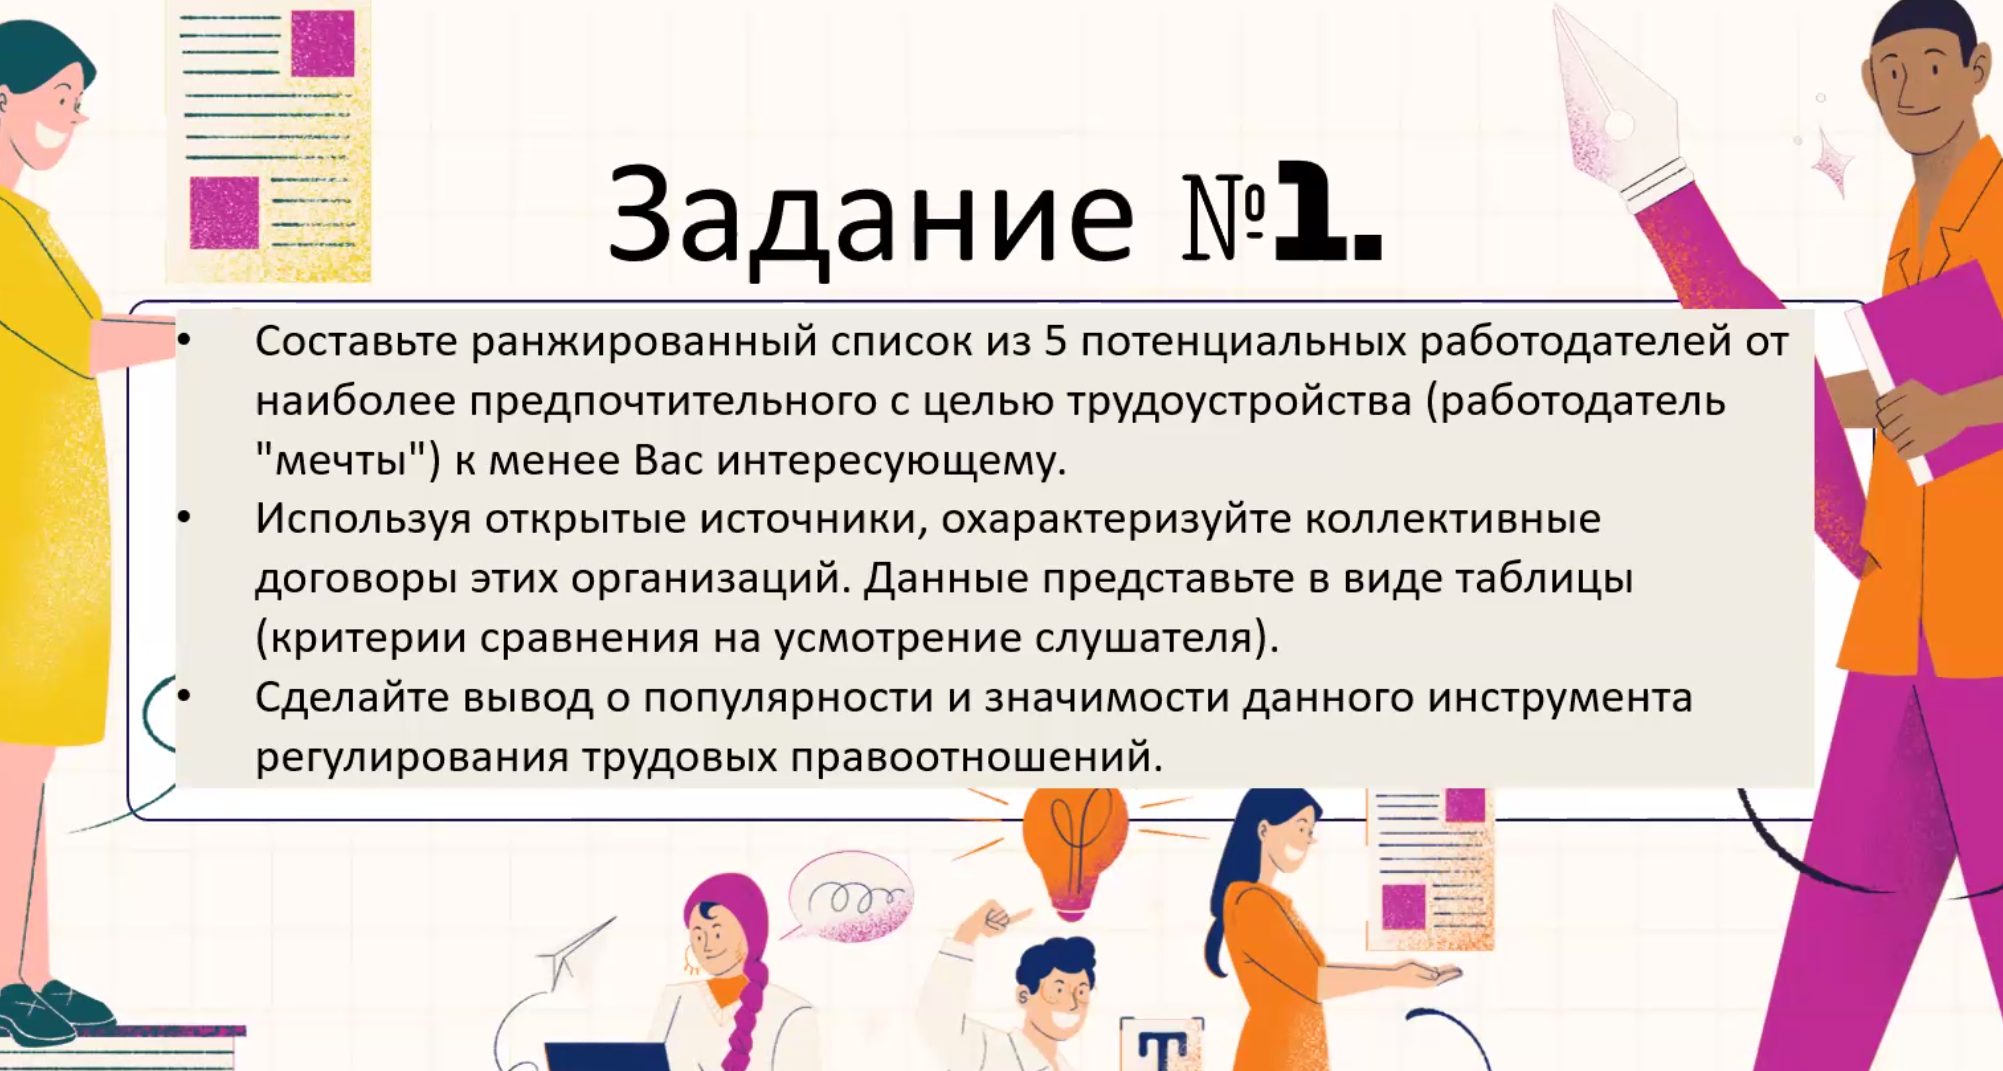 Задание №1.
• Составьте ранжированный список из 5 потенциальных работодателей от
наиболее предпочтительного с целью трудоустройства (работодатель
"мечты") к менее Вас интересующему.
• Используя открытые источники, охарактеризуйте коллективные
договоры этих организаций. Данные представьте в виде таблицы
(критерии сравнения на усмотрение слушателя).
• Сделайте вывод о популярности и значимости данного инструмента
регулирования трудовых правоотношений.
T